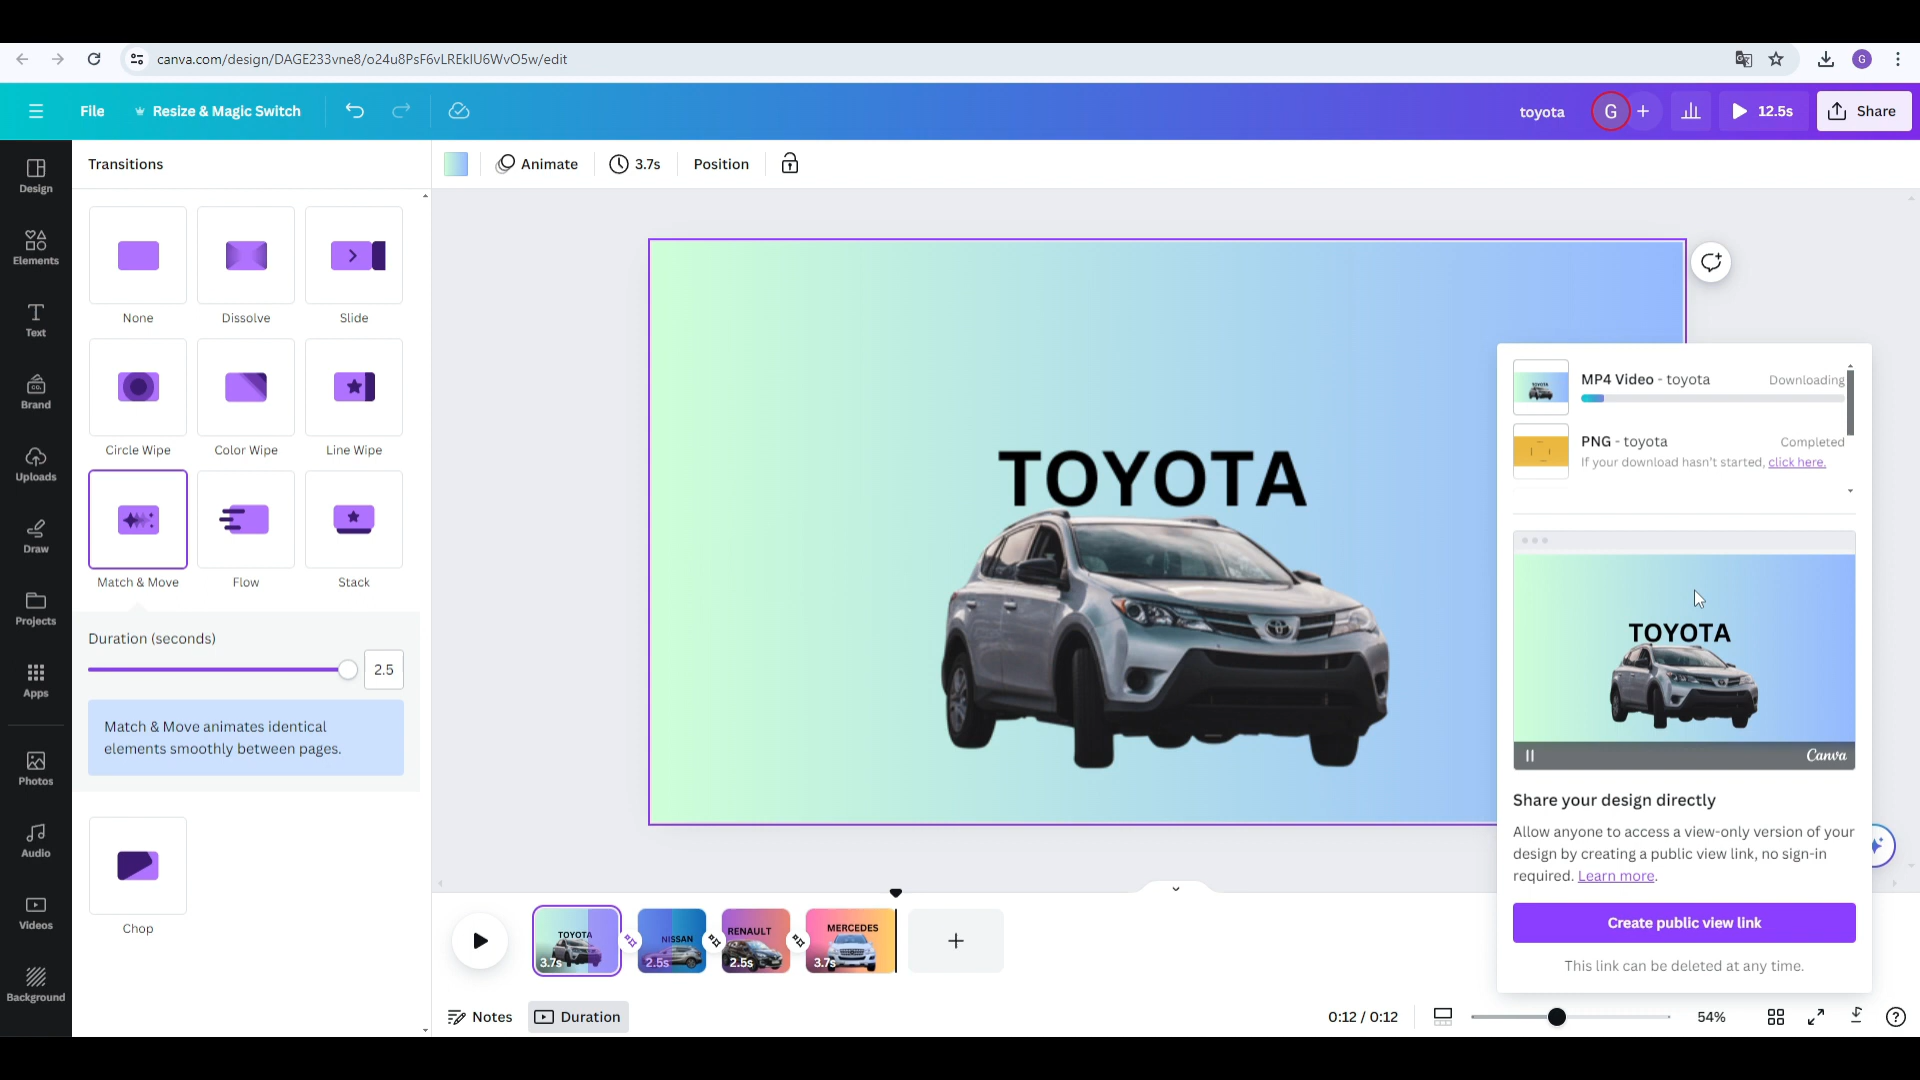 canva.com/design/DAGE233vne8/o24u8PsF6vLREkIU6WvO5w/edit
G
File
Resize & Magic Switch
toyota
G
12.5s
Share
Design
Elements
Text
Brand
CO.
Uploads
Draw
Projects
Apps
Photos
Audio
Videos
Background
Transitions
None
Dissolve
Slide
Circle Wipe
Color Wipe
Line Wipe
Match & Move
Flow
Stack
Duration (seconds)
2.5
Match & Move animates identical
elements smoothly between pages.
Chop
Animate
3.7s
Position
TOYOTA
MP4 Video - toyota
Downloading
PNG - toyota
Completed
If your download hasn't started, click here.
TOYOTA
Canva
Share your design directly
Allow anyone to access a view-only version of your
design by creating a public view link, no sign-in
required. Learn more.
Create public view link
This link can be deleted at any time.
TOYOTA
3.7s
NISSAN
2.5s
RENAULT
2.5s
MERCEDES
3.7s
Notes
Duration
0:12 / 0:12
54%